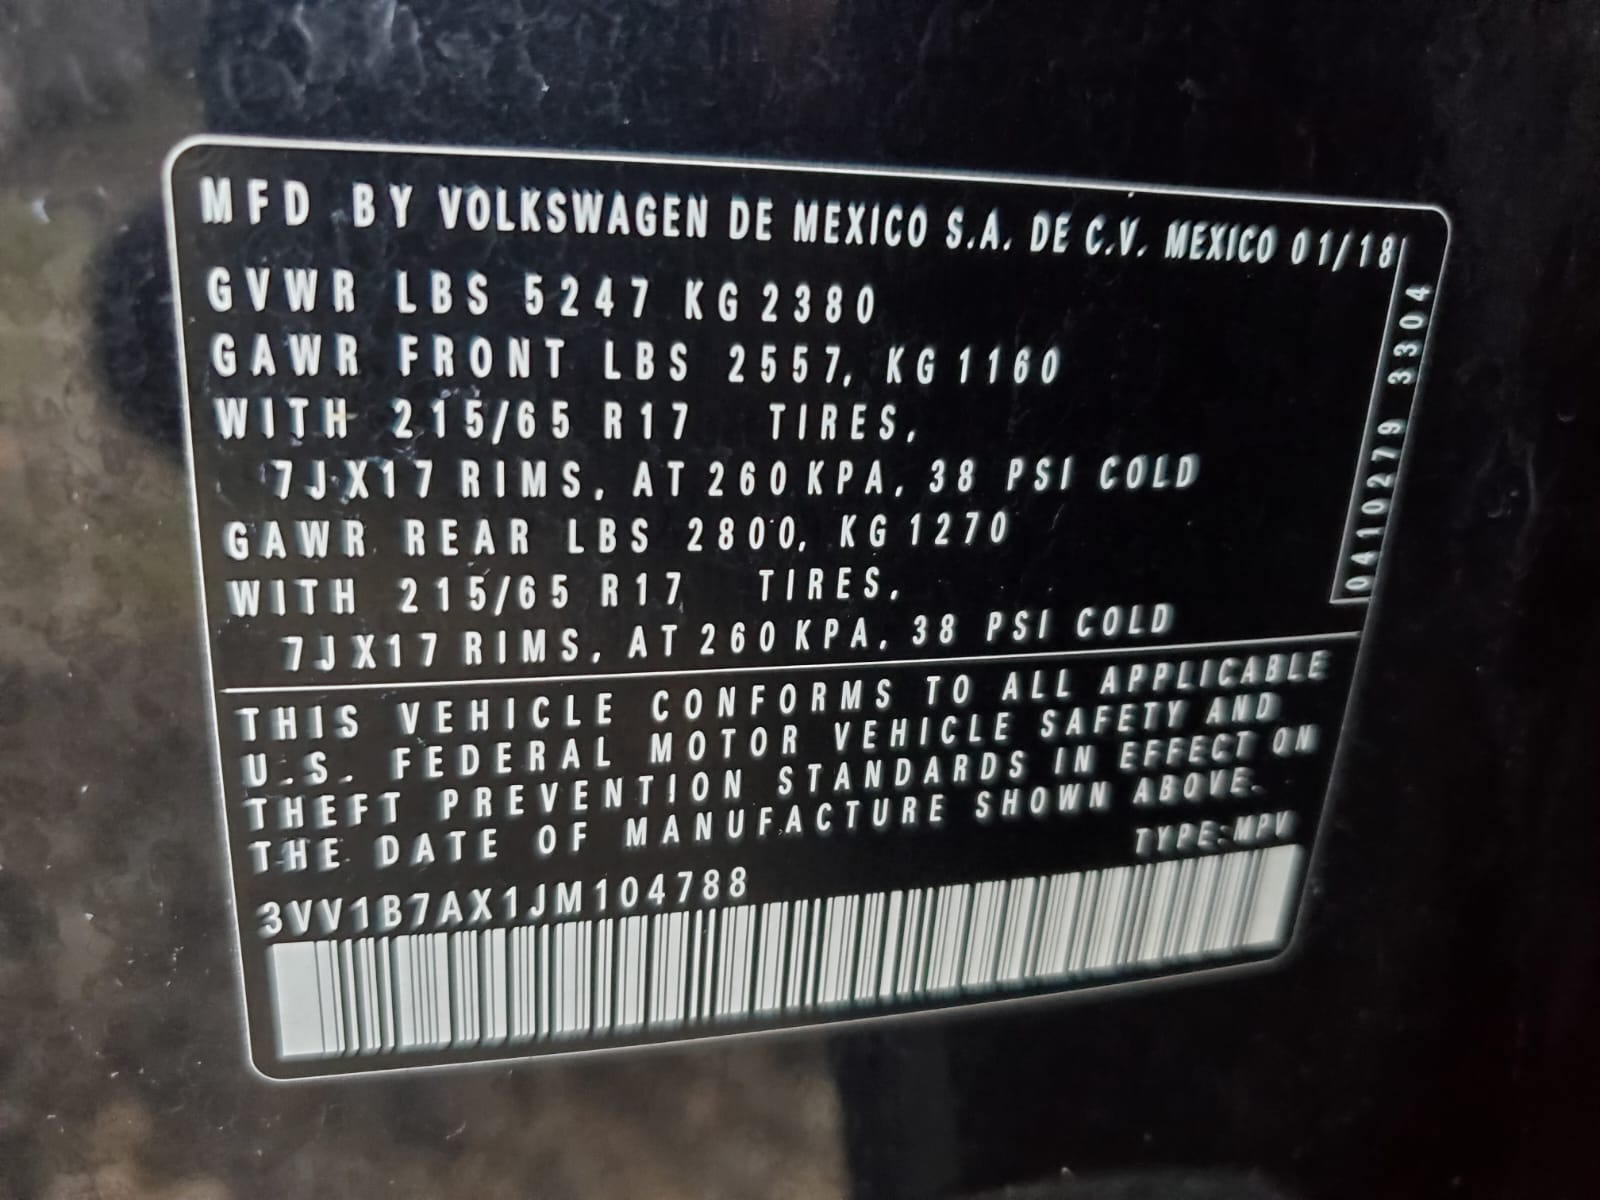 MFD BY VOLKSWAGEN DE MEXICO S.A. DE C.V. MEXICO 01/18
GVWR LBS 5247 KG 2380
GAWR FRONT LBS 2557, KG 1160
WITH 215/65 R17 TIRES,
7JX17 RIMS, AT 260 KPA, 38 PSI COLD
GAWR REAR LBS 2800, KG 1270
WITH 215/65 R17 TIRES,
7JX17 RIMS, AT 260 KPA, 38 PSI COLD
0410279 3304
THIS VEHICLE CONFORMS TO ALL APPLICABLE
U.S. FEDERAL MOTOR VEHICLE SAFETY AND
THEFT PREVENTION STANDARDS IN EFFECT ON
THE DATE OF MANUFACTURE SHOWN ABOVE.
TYPE:MPV
3VV1B7AX1JM104788